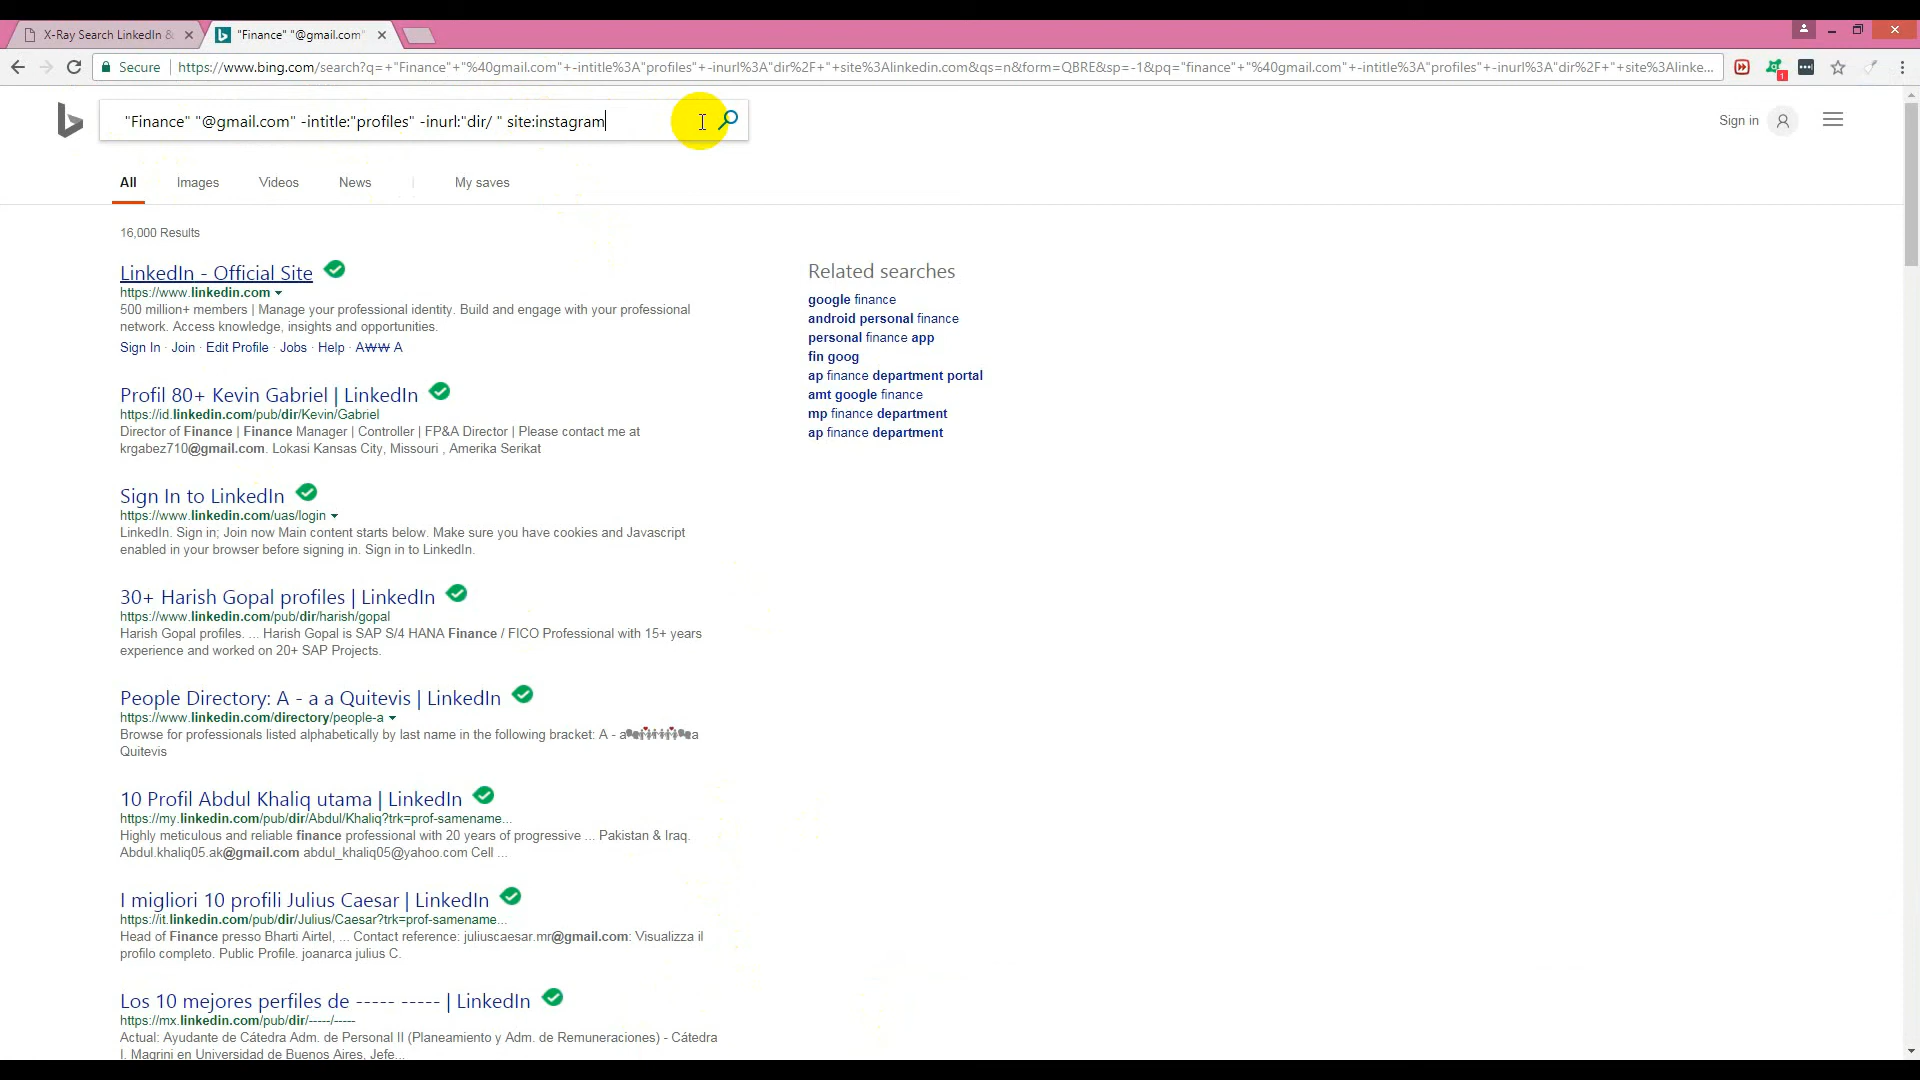 X-Ray Search LinkedIn &
"Finance" "@gmail.com"
Secure
https://www.bing.com/search?q=+"Finance"+"%40gmail.com"+-intitle%3A"profiles"+-inurl%3A"dir%2F+"+site%3Alinkedin.com&qs=n&form=QBRE&sp=-1&pq="finance"+"%40gmail.com"+-intitle%3A"profiles"+-inurl%3A"dir%2F+"+site%3Alinke...
1
"Finance" "@gmail.com" -intitle:"profiles" -inurl:"dir/ " site:instagram
Sign in
All Images Videos News | My saves
16,000 Results
LinkedIn - Official Site
https://www.linkedin.com
500 million+ members | Manage your professional identity. Build and engage with your professional
network. Access knowledge, insights and opportunities.
Sign In · Join · Edit Profile · Jobs · Help · A₩₩ A
Profil 80+ Kevin Gabriel | LinkedIn
https://id.linkedin.com/pub/dir/Kevin/Gabriel
Director of Finance | Finance Manager | Controller | FP&A Director | Please contact me at
krgabez710@gmail.com. Lokasi Kansas City, Missouri , Amerika Serikat
Sign In to LinkedIn
https://www.linkedin.com/uas/login
LinkedIn. Sign in; Join now Main content starts below. Make sure you have cookies and Javascript
enabled in your browser before signing in. Sign in to LinkedIn.
30+ Harish Gopal profiles | LinkedIn
https://www.linkedin.com/pub/dir/harish/gopal
Harish Gopal profiles. ... Harish Gopal is SAP S/4 HANA Finance / FICO Professional with 15+ years
experience and worked on 20+ SAP Projects.
People Directory: A - a a Quitevis | LinkedIn
https://www.linkedin.com/directory/people-a
Browse for professionals listed alphabetically by last name in the following bracket: A - a a
Quitevis
10 Profil Abdul Khaliq utama | LinkedIn
https://my.linkedin.com/pub/dir/Abdul/Khaliq?trk=prof-samename...
Highly meticulous and reliable finance professional with 20 years of progressive ... Pakistan & Iraq.
Abdul.khaliq05.ak@gmail.com abdul_khaliq05@yahoo.com Cell ...
I migliori 10 profili Julius Caesar | LinkedIn
https://it.linkedin.com/pub/dir/Julius/Caesar?trk=prof-samename...
Head of Finance presso Bharti Airtel, ... Contact reference: juliuscaesar.mr@gmail.com: Visualizza il
profilo completo. Public Profile. joanarca julius C.
Los 10 mejores perfiles de ----- ----- | LinkedIn
https://mx.linkedin.com/pub/dir/-----/-----
Actual: Ayudante de Cátedra Adm. de Personal II (Planeamiento y Adm. de Remuneraciones) - Cátedra
I. Magrini en Universidad de Buenos Aires, Jefe...
Related searches
google finance
android personal finance
personal finance app
fin goog
ap finance department portal
amt google finance
mp finance department
ap finance department